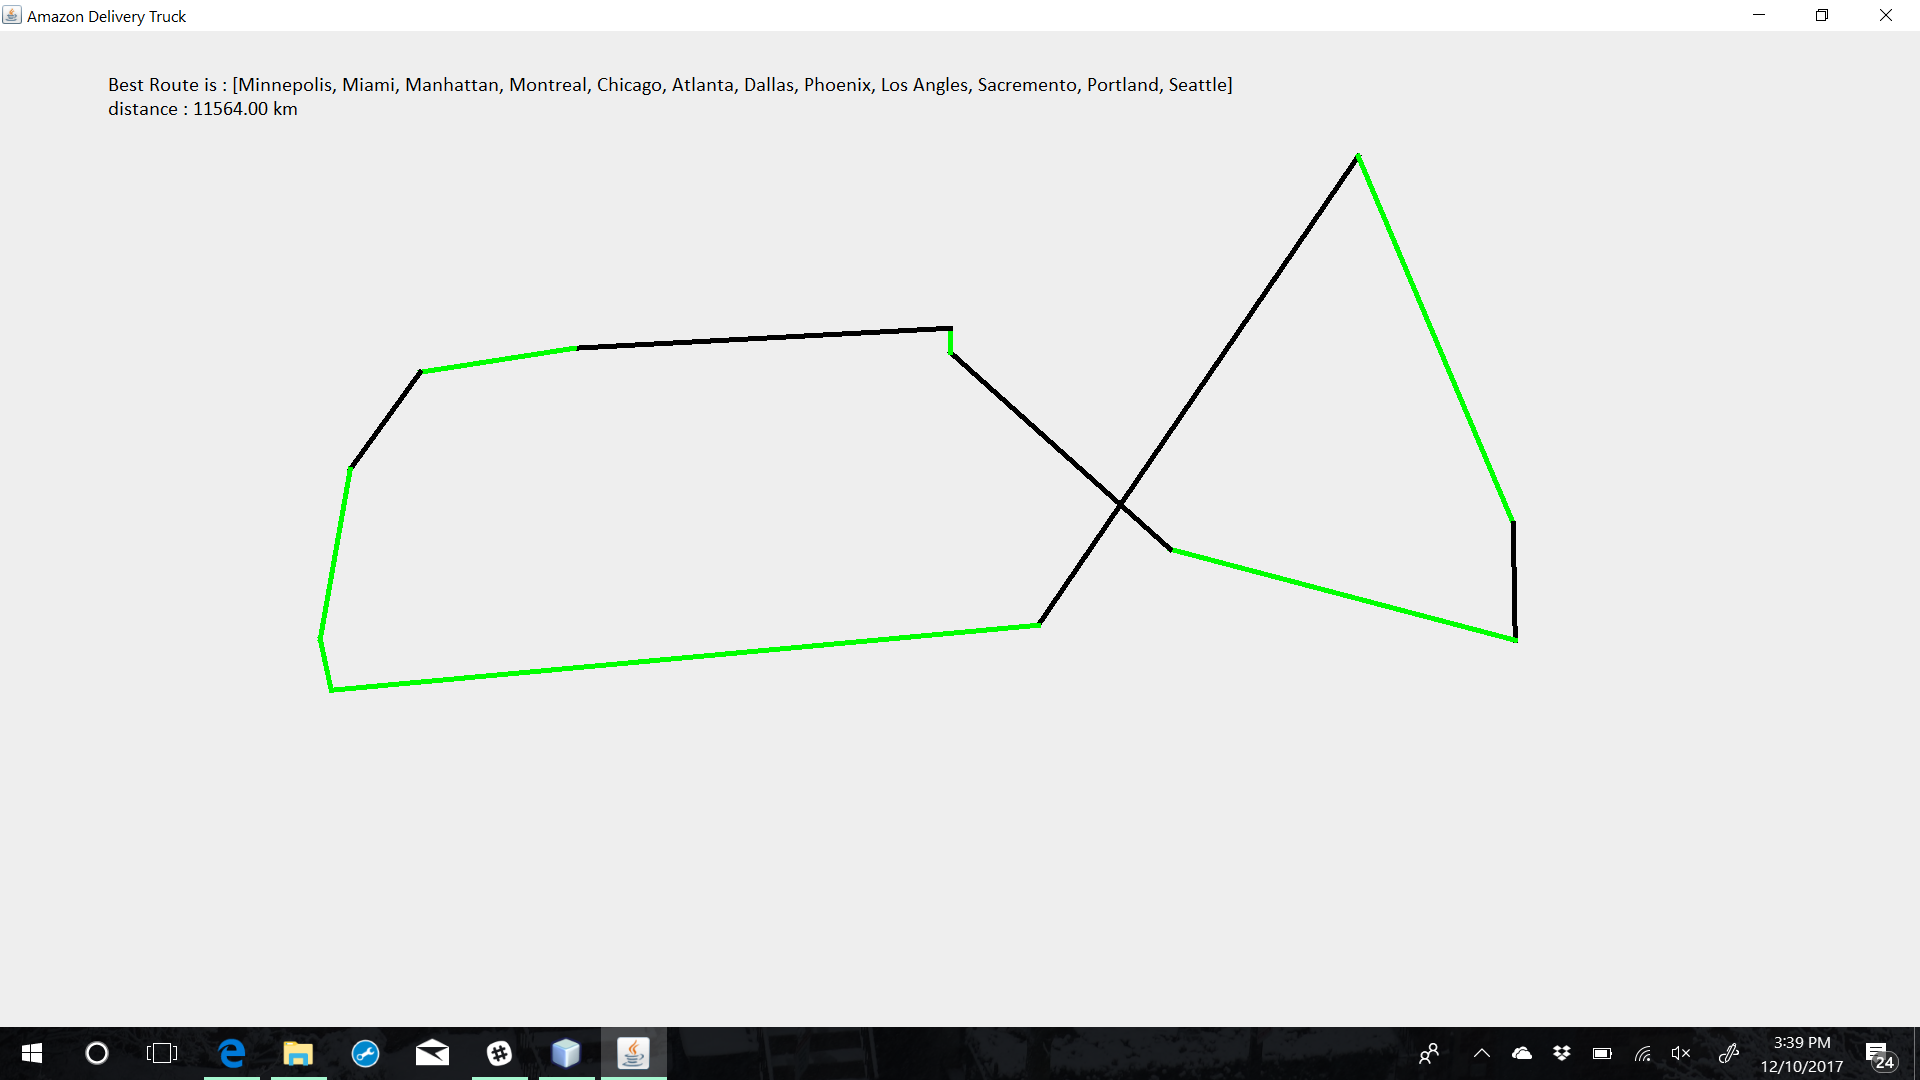 Amazon Delivery Truck
Best Route is : [Minnepolis, Miami, Manhattan, Montreal, Chicago, Atlanta, Dallas, Phoenix, Los Angles, Sacremento, Portland, Seattle]
distance : 11564.00 km
3:39 PM
12/10/2017
24